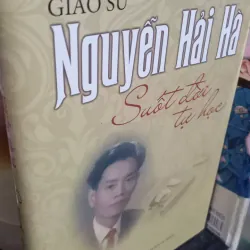 GIÁO SƯ
Nguyễn Hải Hà
Suốt đời
tự học